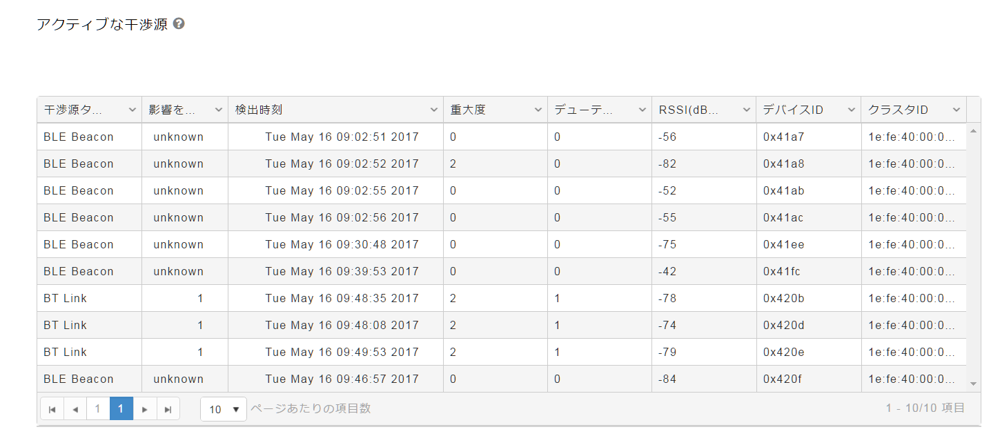 アクティブな干渉源 ?
干渉源タ... 影響を... 検出時刻 重大度 デューテ... RSSI(dB... デバイスID クラスタID
BLE Beacon unknown Tue May 16 09:02:51 2017 0 0 -56 0x41a7 1e:fe:40:00:0...
BLE Beacon unknown Tue May 16 09:02:52 2017 2 0 -82 0x41a8 1e:fe:40:00:0...
BLE Beacon unknown Tue May 16 09:02:55 2017 0 0 -52 0x41ab 1e:fe:40:00:0...
BLE Beacon unknown Tue May 16 09:02:56 2017 0 0 -55 0x41ac 1e:fe:40:00:0...
BLE Beacon unknown Tue May 16 09:30:48 2017 0 0 -75 0x41ee 1e:fe:40:00:0...
BLE Beacon unknown Tue May 16 09:39:53 2017 0 0 -42 0x41fc 1e:fe:40:00:0...
BT Link 1 Tue May 16 09:48:35 2017 2 1 -78 0x420b 1e:fe:40:00:0...
BT Link 1 Tue May 16 09:48:08 2017 2 1 -74 0x420d 1e:fe:40:00:0...
BT Link 1 Tue May 16 09:49:53 2017 2 1 -79 0x420e 1e:fe:40:00:0...
BLE Beacon unknown Tue May 16 09:46:57 2017 0 0 -84 0x420f 1e:fe:40:00:0...
1 1 10 ページあたりの項目数 1 - 10/10 項目